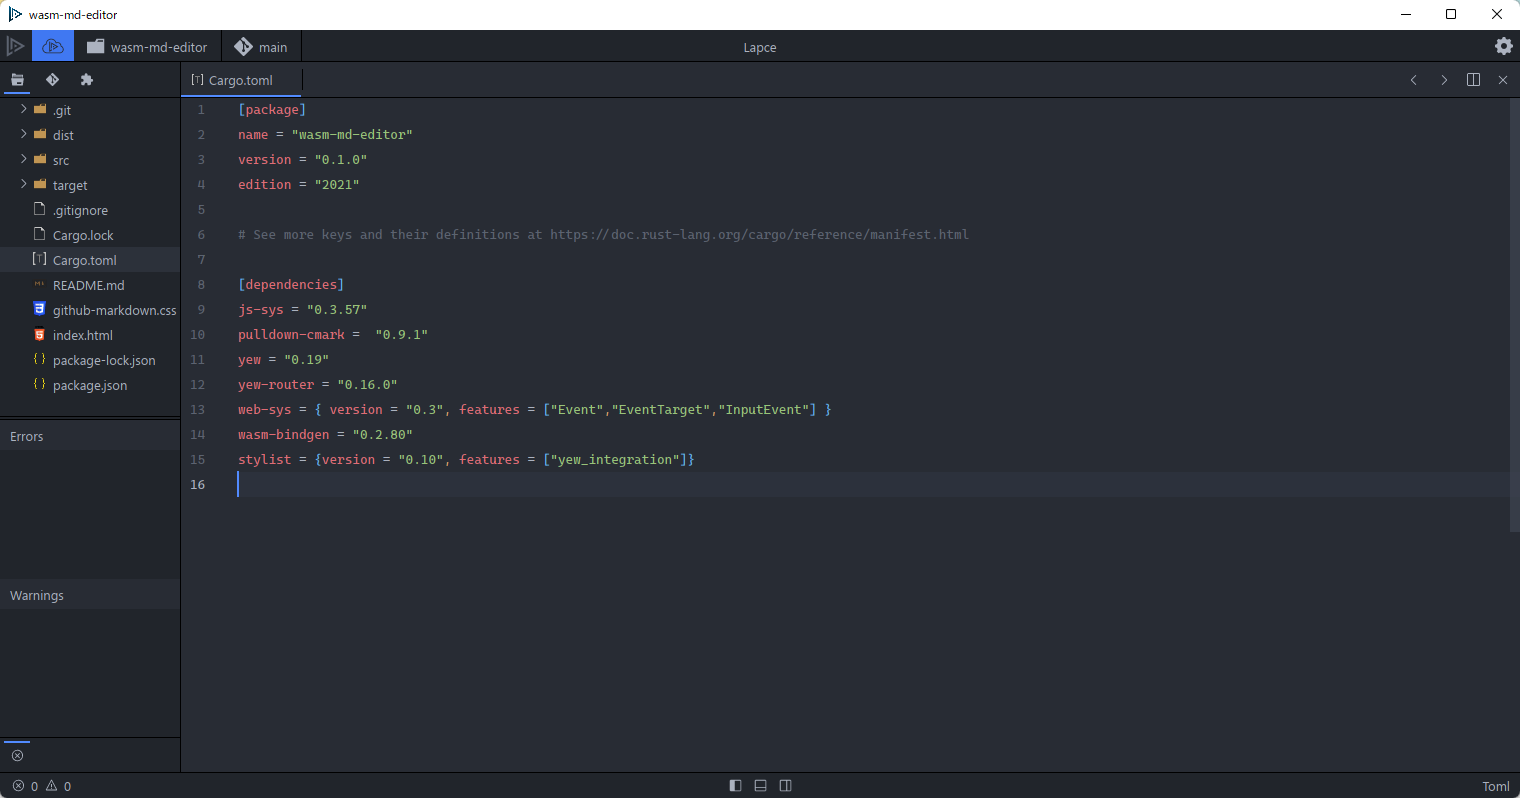 wasm-md-editor
wasm-md-editor main Lapce
Cargo.toml
.git
dist
src
target
.gitignore
Cargo.lock
Cargo.toml
README.md
github-markdown.css
index.html
package-lock.json
package.json
Errors
Warnings
1 [package]
2 name = "wasm-md-editor"
3 version = "0.1.0"
4 edition = "2021"
5
6 # See more keys and their definitions at https://doc.rust-lang.org/cargo/reference/manifest.html
7
8 [dependencies]
9 js-sys = "0.3.57"
10 pulldown-cmark =  "0.9.1"
11 yew = "0.19"
12 yew-router = "0.16.0"
13 web-sys = { version = "0.3", features = ["Event","EventTarget","InputEvent"] }
14 wasm-bindgen = "0.2.80"
15 stylist = {version = "0.10", features = ["yew_integration"]}
16
0 0 Toml